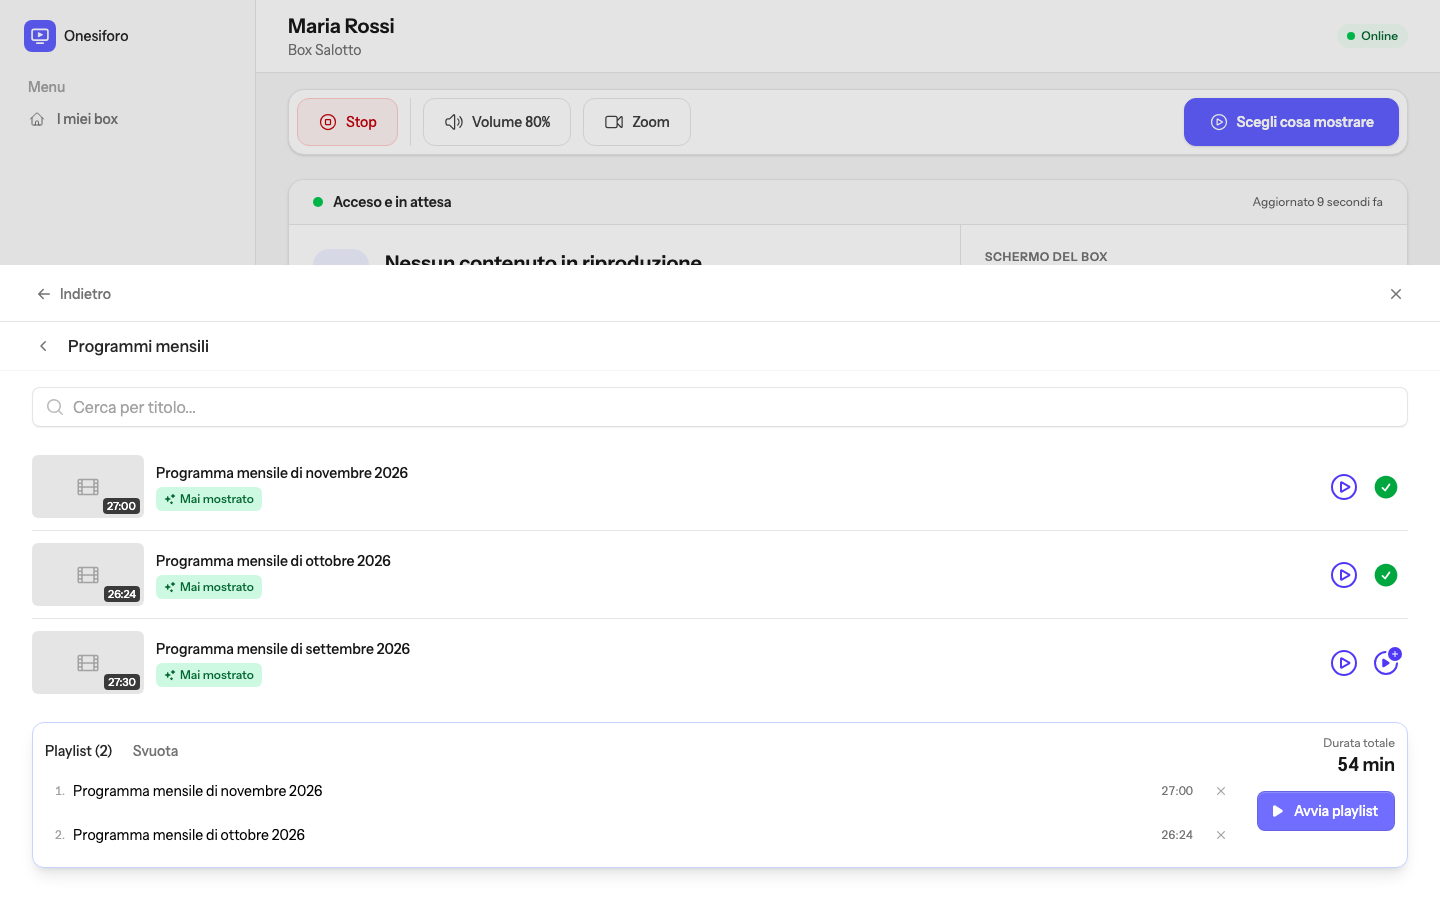 Onesiforo
Menu
I miei box
Maria Rossi
Box Salotto
Online
Stop
Volume 80%
Zoom
Scegli cosa mostrare
Acceso e in attesa
Aggiornato 9 secondi fa
Nessun contenuto in riproduzione
SCHERMO DEL BOX
Indietro
Programmi mensili
Cerca per titolo...
27:00
Programma mensile di novembre 2026
Mai mostrato
26:24
Programma mensile di ottobre 2026
Mai mostrato
27:30
Programma mensile di settembre 2026
Mai mostrato
Playlist (2)
Svuota
Durata totale
54 min
1. Programma mensile di novembre 2026 27:00
2. Programma mensile di ottobre 2026 26:24
Avvia playlist